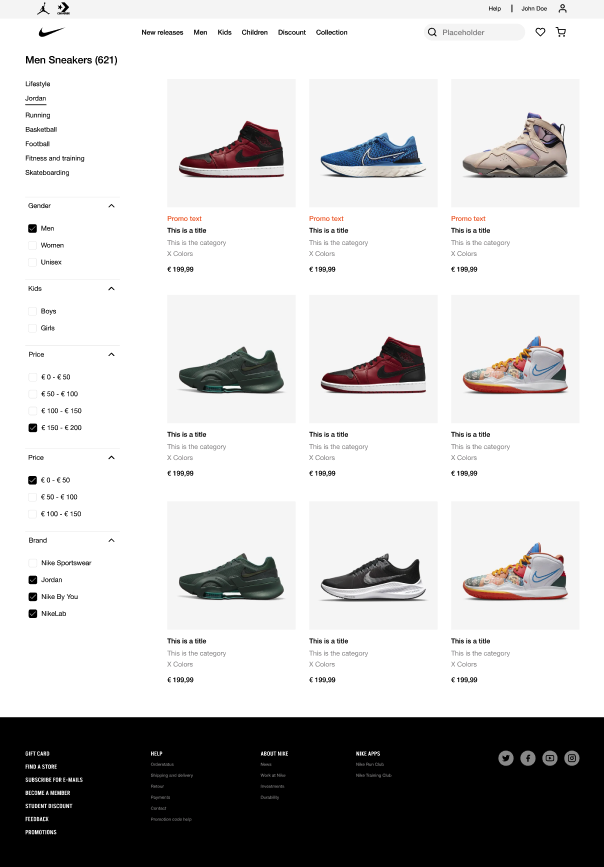 Help | John Doe
New releases Men Kids Children Discount Collection
Placeholder
Men Sneakers (621)
Lifestyle
Jordan
Running
Basketball
Football
Fitness and training
Skateboarding
Gender
Men
Women
Unisex
Kids
Boys
Girls
Price
€ 0 - € 50
€ 50 - € 100
€ 100 - € 150
€ 150 - € 200
Price
€ 0 - € 50
€ 50 - € 100
€ 100 - € 150
Brand
Nike Sportswear
Jordan
Nike By You
NikeLab
Promo text
This is a title
This is the category
X Colors
€ 199,99
Promo text
This is a title
This is the category
X Colors
€ 199,99
Promo text
This is a title
This is the category
X Colors
€ 199,99
This is a title
This is the category
X Colors
€ 199,99
This is a title
This is the category
X Colors
€ 199,99
This is a title
This is the category
X Colors
€ 199,99
This is a title
This is the category
X Colors
€ 199,99
This is a title
This is the category
X Colors
€ 199,99
This is a title
This is the category
X Colors
€ 199,99
GIFT CARD
FIND A STORE
SUBSCRIBE FOR E-MAILS
BECOME A MEMBER
STUDENT DISCOUNT
FEEDBACK
PROMOTIONS
HELP
Orderstatus
Shipping and delivery
Retour
Payments
Contact
Promotion code help
ABOUT NIKE
News
Work at Nike
Investments
Durability
NIKE APPS
Nike Run Club
Nike Training Club